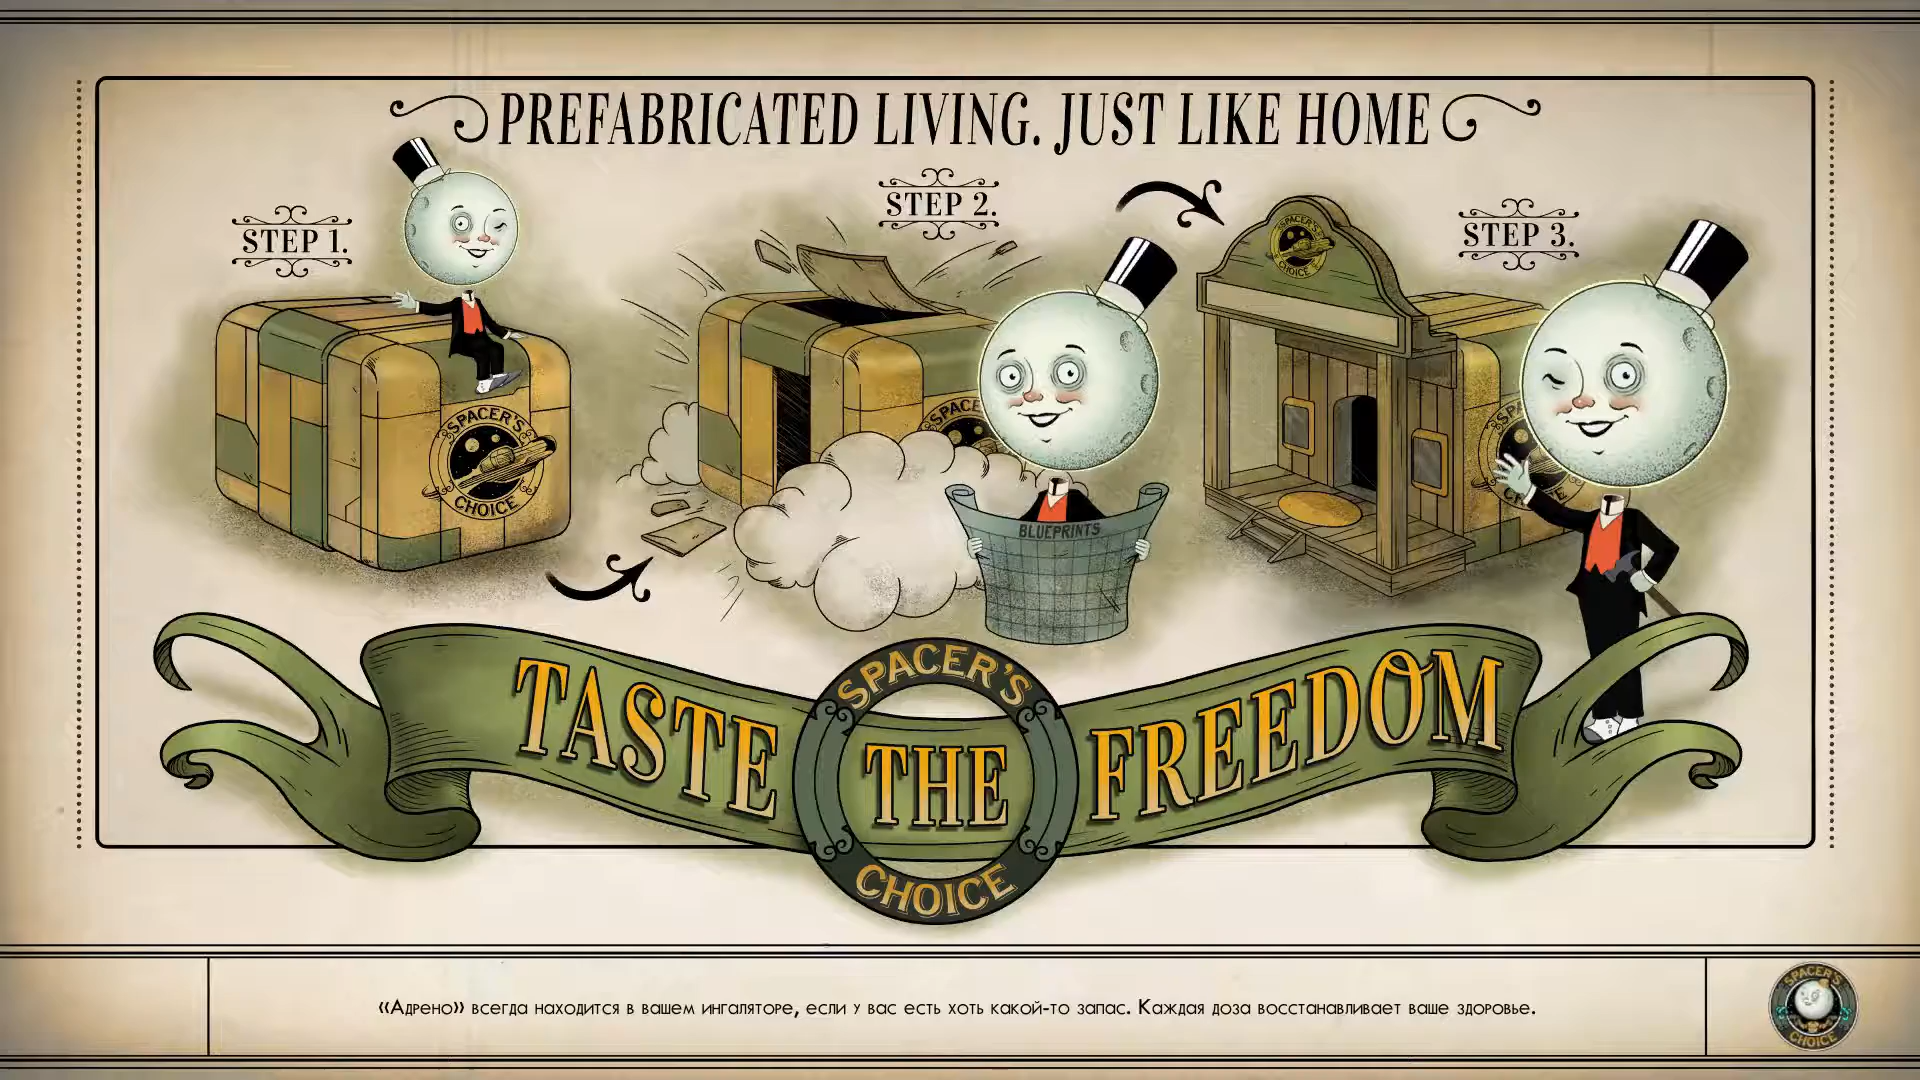 PREFABRICATED LIVING. JUST LIKE HOME
STEP 1.
STEP 2.
STEP 3.
SPACER'S
CHOICE
SPACER'S
CHOICE
BLUEPRINTS
TASTE THE FREEDOM
SPACER'S
CHOICE
«Адрено» всегда находится в вашем ингаляторе, если у вас есть хоть какой-то запас. Каждая доза восстанавливает ваше здоровье.
SPACER'S
CHOICE